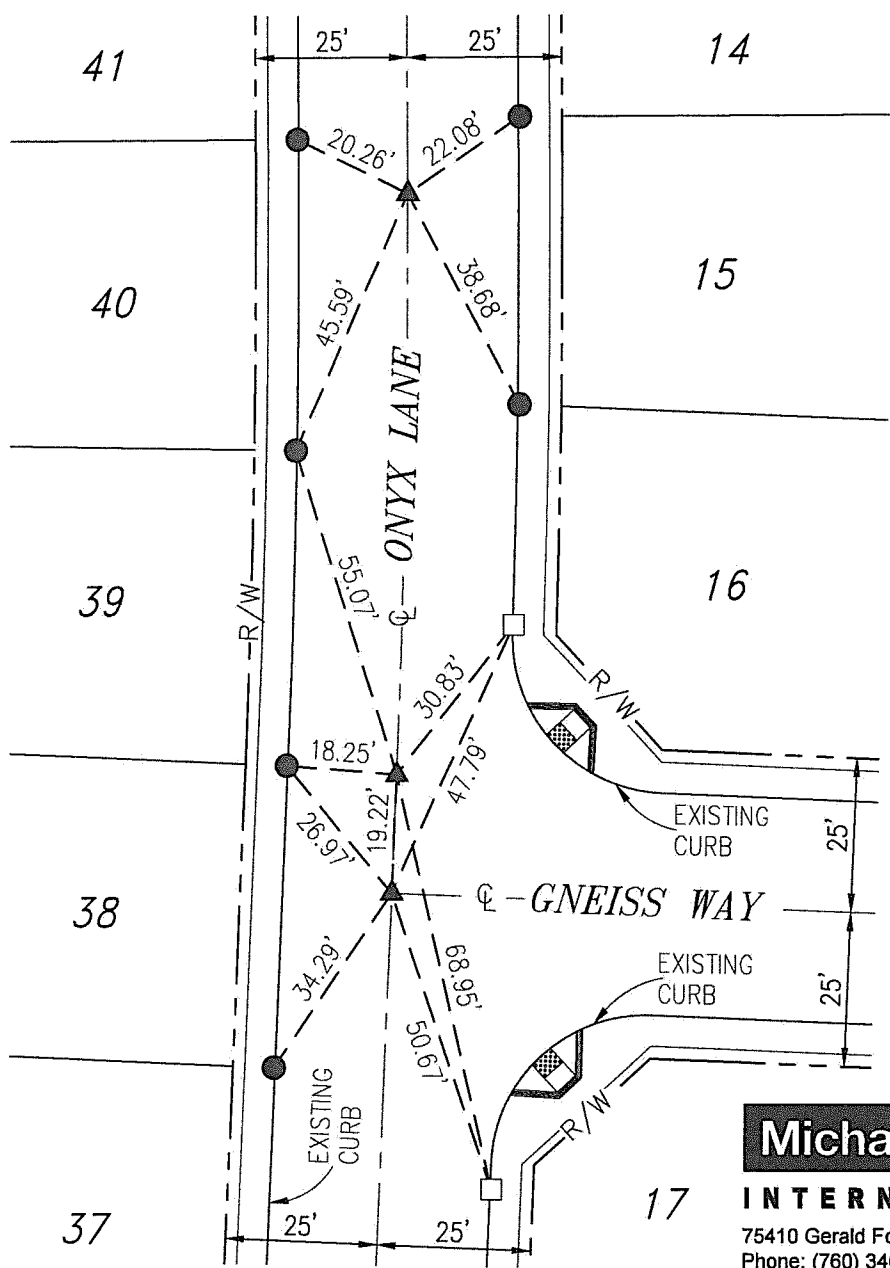 25' 25'
41
14
20.26'
22.08'
40
15
45.59'
38.68'
ONYX LANE
℄
55.07'
39
16
R/W
R/W
30.83'
18.25'
47.79'
19.22'
26.97'
EXISTING
CURB
25'
38
℄ GNEISS WAY
34.29'
68.95'
50.67'
EXISTING
CURB
25'
EXISTING
CURB
R/W
37
17
25' 25'
Micha
INTERN
75410 Gerald Fo
Phone: (760) 34